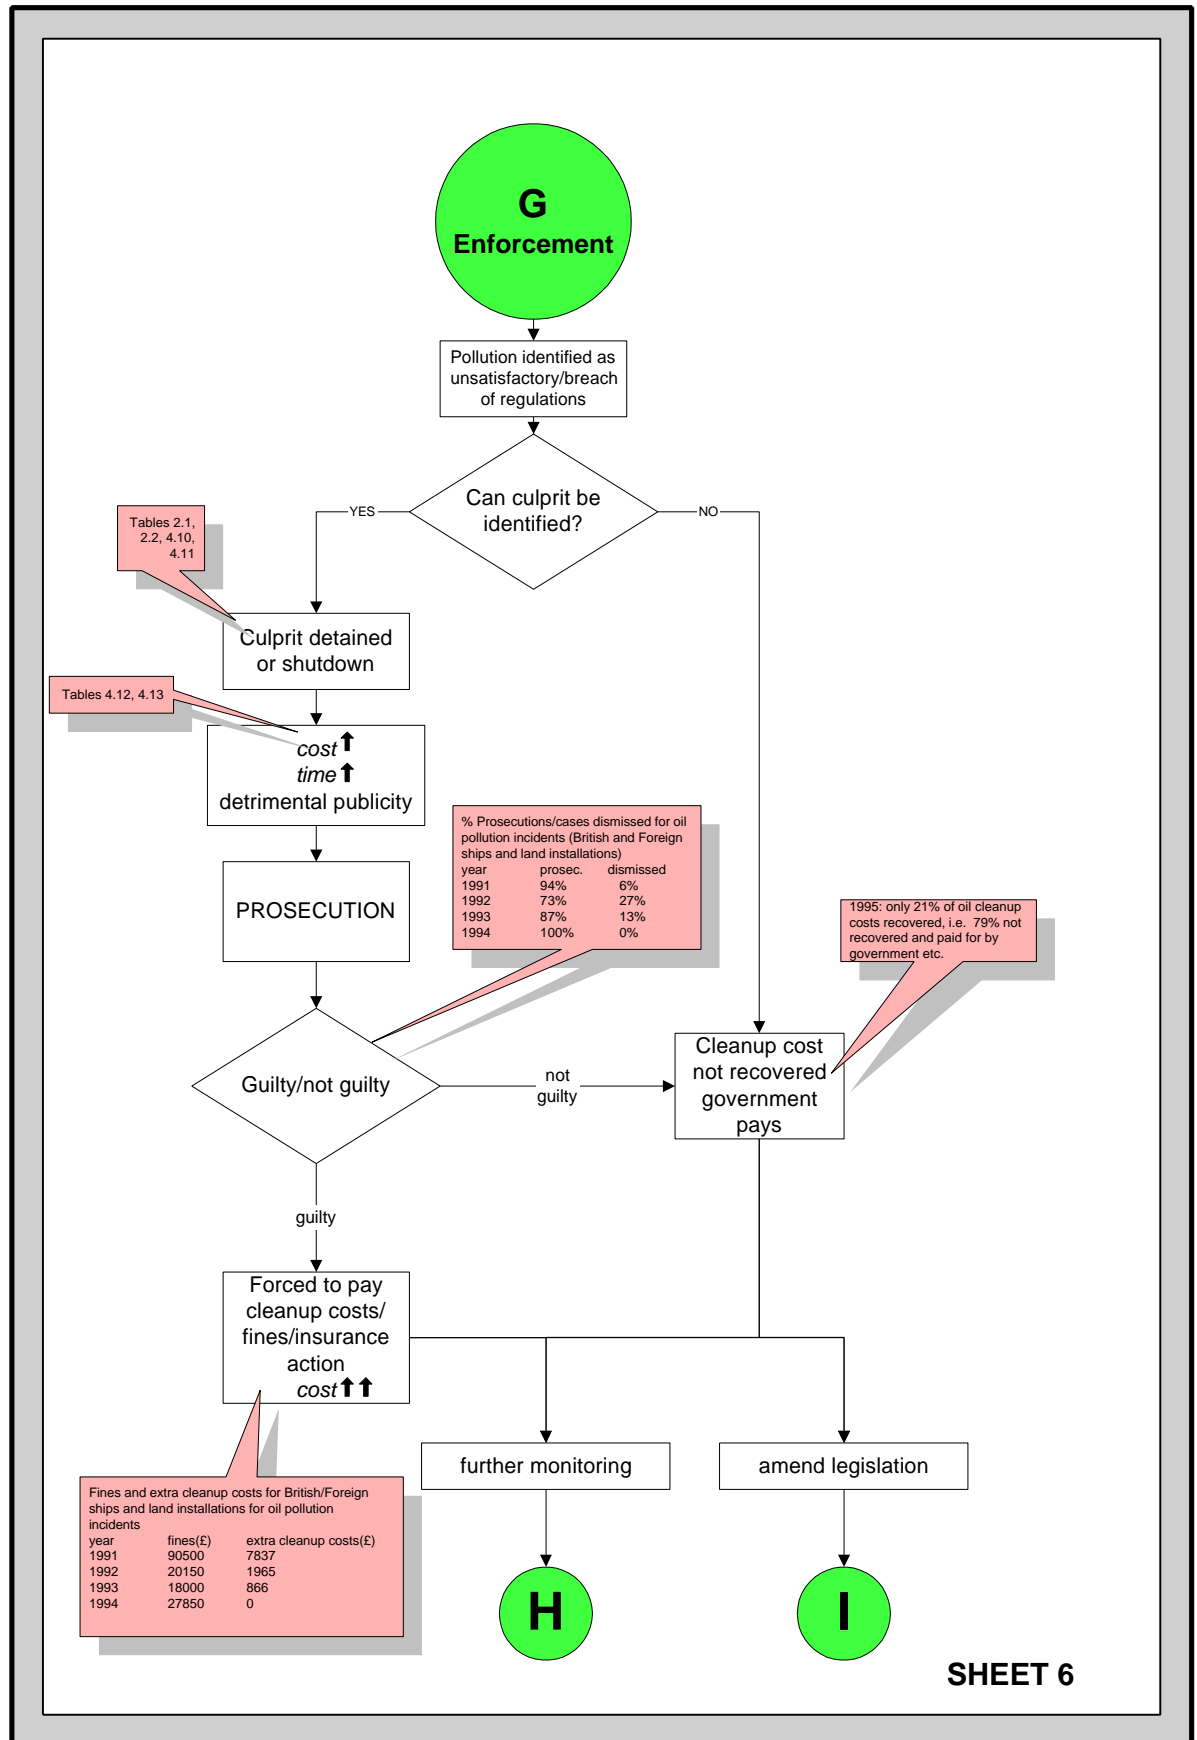 G
Enforcement
Pollution identified as
unsatisfactory/breach
of regulations
Can culprit be
identified?
YES
NO
Tables 2.1,
2.2, 4.10,
4.11
Culprit detained
or shutdown
Tables 4.12, 4.13
cost ⬆
time ⬆
detrimental publicity
% Prosecutions/cases dismissed for oil
pollution incidents (British and Foreign
ships and land installations)
year prosec. dismissed
1991 94% 6%
1992 73% 27%
1993 87% 13%
1994 100% 0%
PROSECUTION
1995: only 21% of oil cleanup
costs recovered, i.e. 79% not
recovered and paid for by
government etc.
Guilty/not guilty
not
guilty
Cleanup cost
not recovered
government
pays
guilty
Forced to pay
cleanup costs/
fines/insurance
action
cost ⬆⬆
further monitoring
amend legislation
Fines and extra cleanup costs for British/Foreign
ships and land installations for oil pollution
incidents
year fines(£) extra cleanup costs(£)
1991 90500 7837
1992 20150 1965
1993 18000 866
1994 27850 0
H
I
SHEET 6